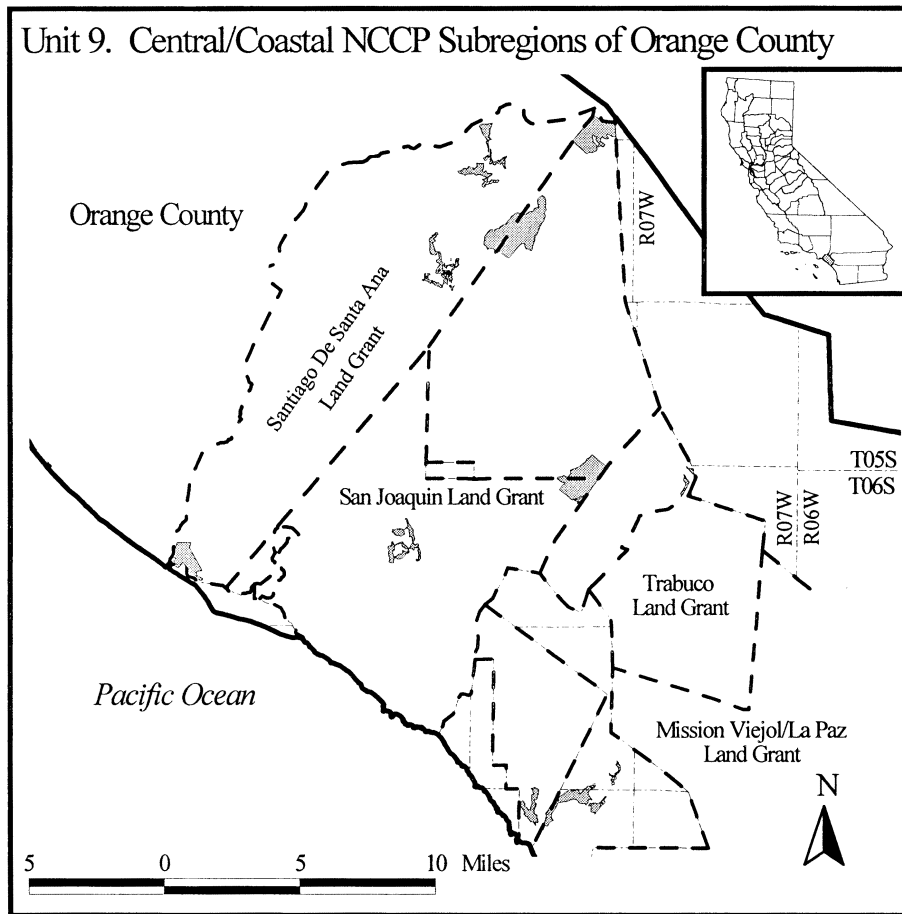 Unit 9. Central/Coastal NCCP Subregions of Orange County
Orange County
R07W
Santiago De Santa Ana
Land Grant
T05S
T06S
San Joaquin Land Grant
R07W
R06W
Trabuco
Land Grant
Pacific Ocean
Mission Viejol/La Paz
Land Grant
N
5 0 5 10 Miles